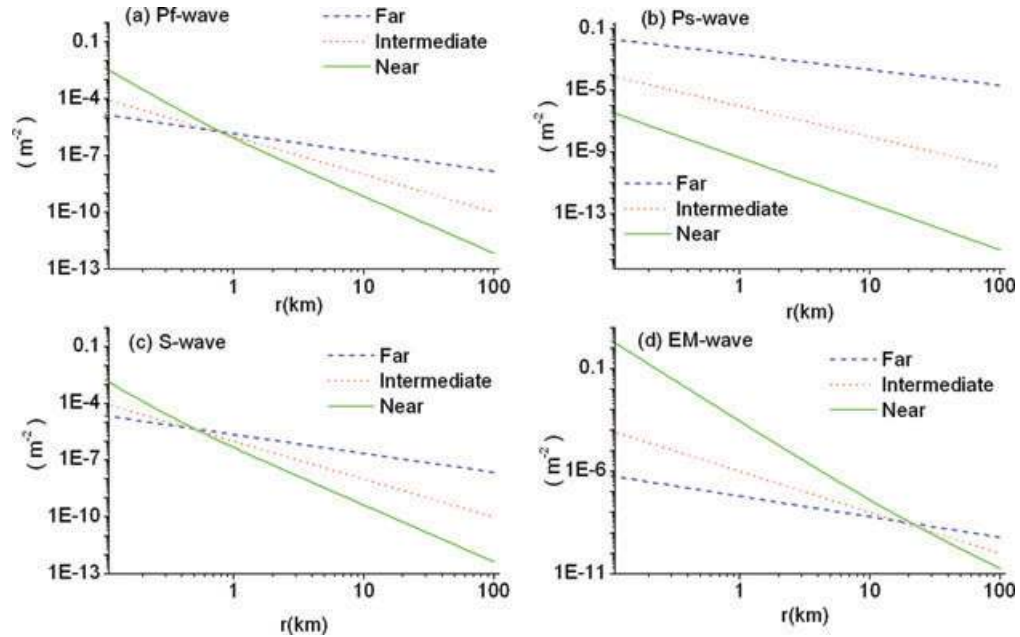 (a) Pf-wave
Far
Intermediate
Near
0.1
1E-4
1E-7
1E-10
1E-13
( m⁻² )
1
10
100
r(km)
(b) Ps-wave
0.1
1E-5
1E-9
1E-13
( m⁻² )
Far
Intermediate
Near
1
10
100
r(km)
(c) S-wave
Far
Intermediate
Near
0.1
1E-4
1E-7
1E-10
1E-13
( m⁻² )
1
10
100
r(km)
(d) EM-wave
Far
Intermediate
Near
0.1
1E-6
1E-11
( m⁻² )
1
10
100
r(km)